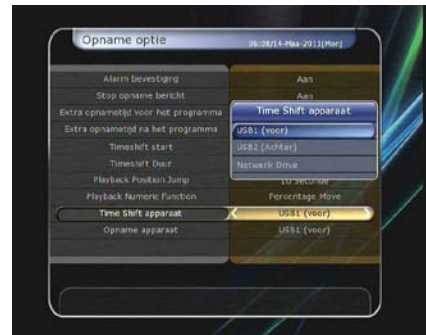 Opname optie
06:08/14-Maa-2011[Mon]
Alarm bevestiging Aan
Stop opname bericht Aan
Extra opnametijd voor het programma
Extra opnametijd na het programma
Timeshift start
Timeshift Duur
Playback Position Jump 10 Seconde
Playback Numeric Function Percentage Move
Time Shift apparaat USB1 (voor)
Opname apparaat USB1 (voor)
Time Shift apparaat
USB1 (voor)
USB2 (Achter)
Netwerk Drive